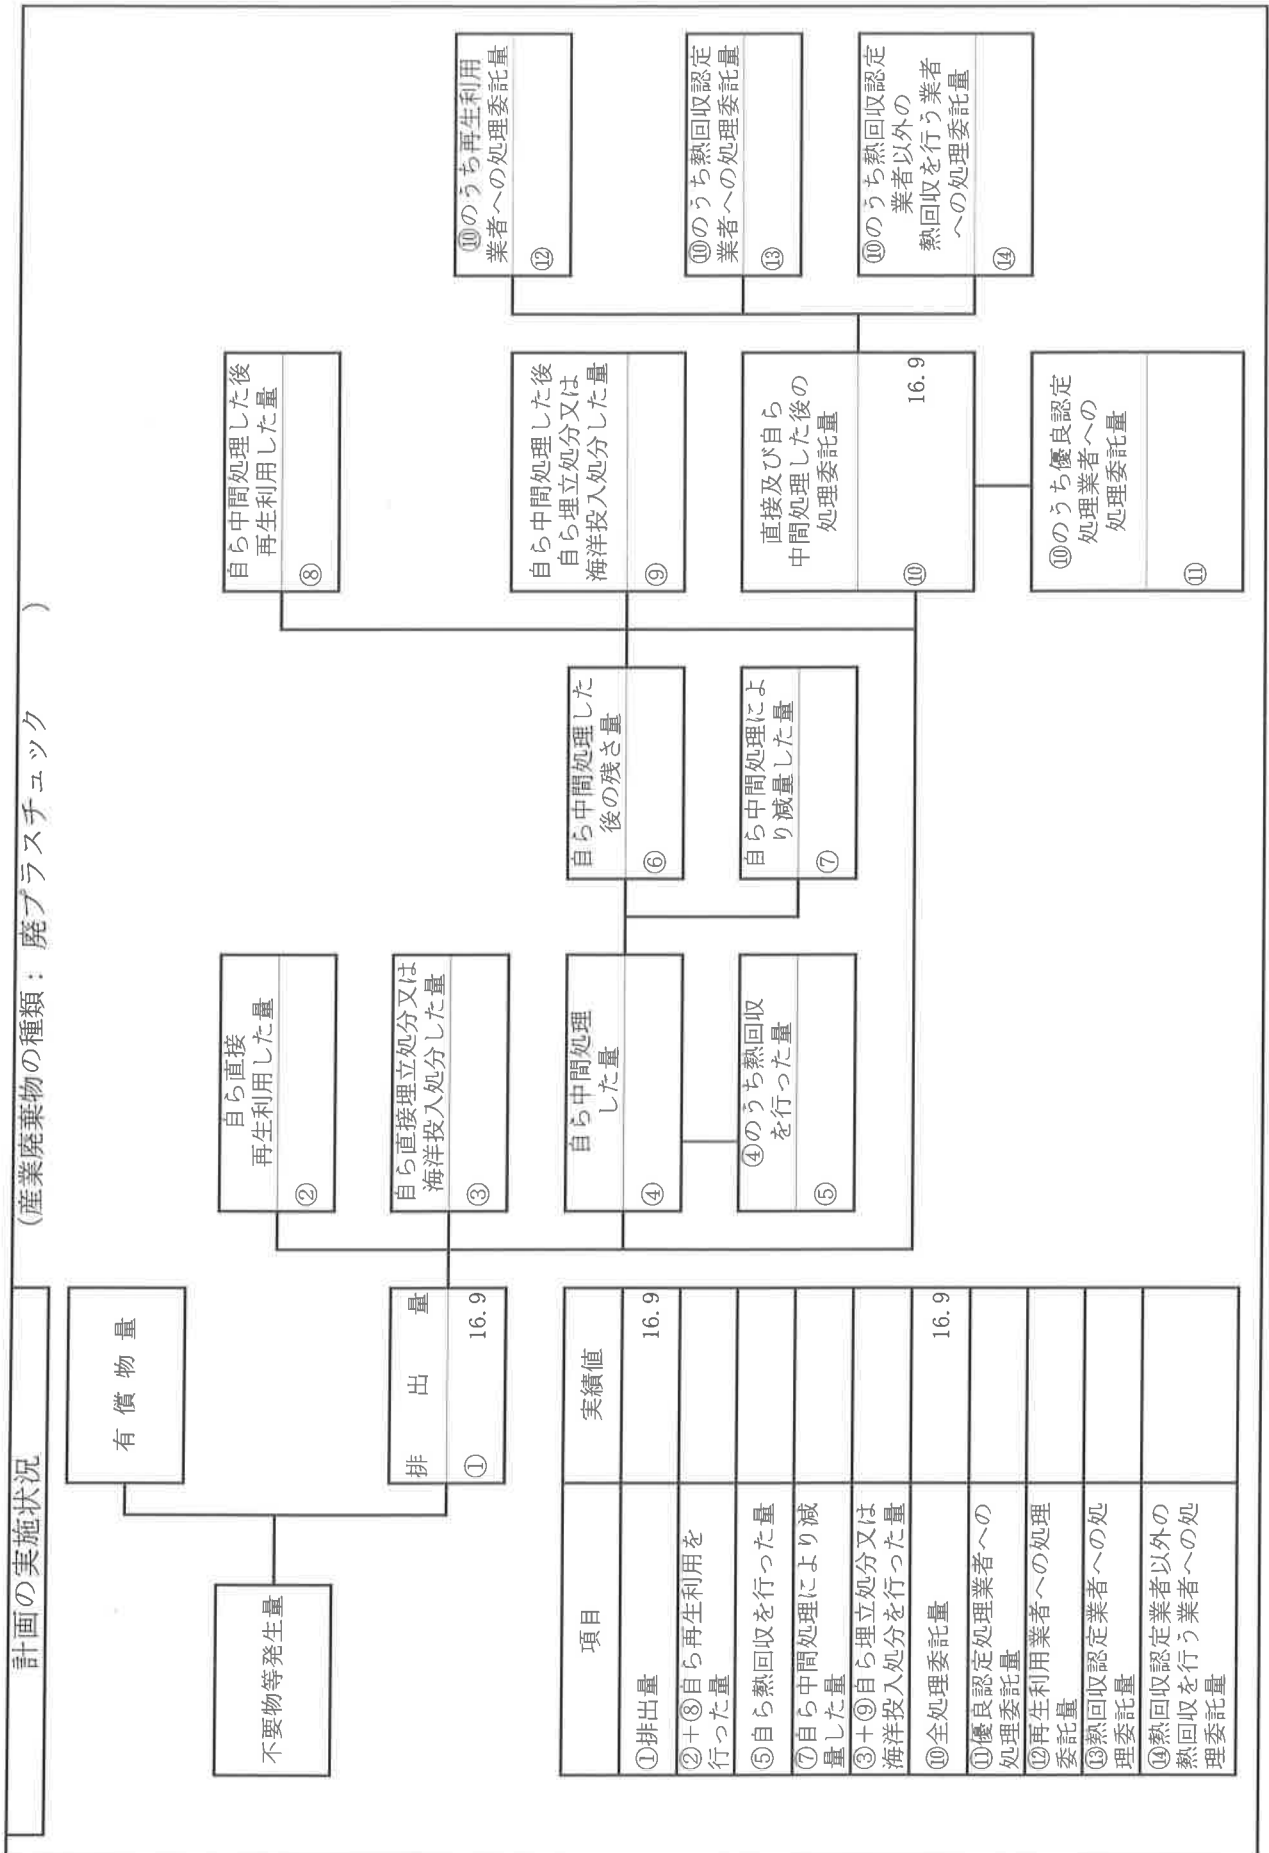 計画の実施状況
(産業廃棄物の種類： 廃プラスチュック )
不要物等発生量
有 償 物 量
排 出 量
① 16.9
自ら直接
再生利用した量
②
自ら直接埋立処分又は
海洋投入処分した量
③
自ら中間処理
した量
④
④のうち熱回収
を行った量
⑤
自ら中間処理した
後の残さ量
⑥
自ら中間処理によ
り減量した量
⑦
自ら中間処理した後
再生利用した量
⑧
自ら中間処理した後
自ら埋立処分又は
海洋投入処分した量
⑨
直接及び自ら
中間処理した後の
処理委託量
⑩ 16.9
⑩のうち優良認定
処理業者への
処理委託量
⑪
⑩のうち再生利用
業者への処理委託量
⑫
⑩のうち熱回収認定
業者への処理委託量
⑬
⑩のうち熱回収認定
業者以外の
熱回収を行う業者
への処理委託量
⑭
項目 実績値
①排出量 16.9
②＋⑧自ら再生利用を
行った量
⑤自ら熱回収を行った量
⑦自ら中間処理により減
量した量
③＋⑨自ら埋立処分又は
海洋投入処分を行った量
⑩全処理委託量 16.9
⑪優良認定処理業者への
処理委託量
⑫再生利用業者への処理
委託量
⑬熱回収認定業者への処
理委託量
⑭熱回収認定業者以外の
熱回収を行う業者への処
理委託量